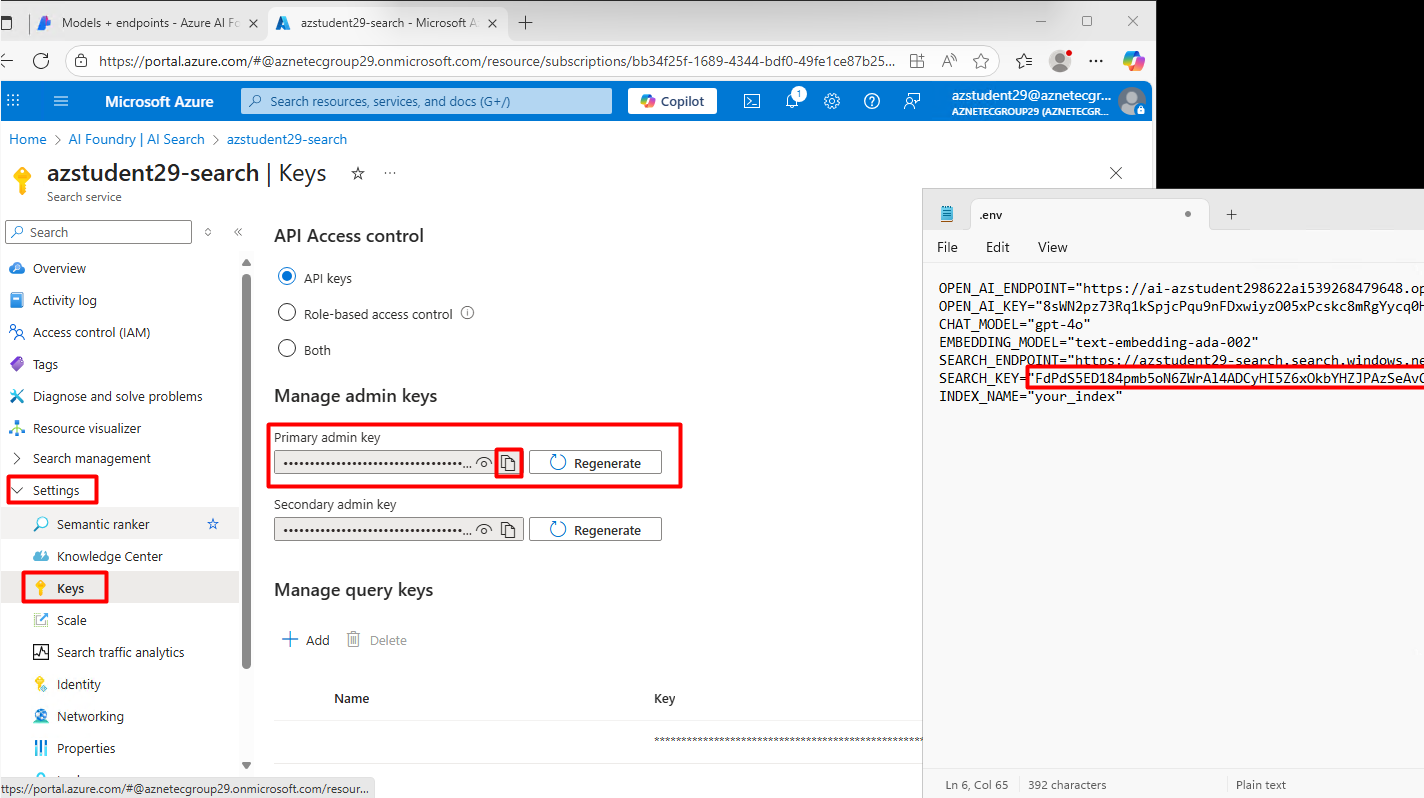 Models + endpoints - Azure AI Fo
azstudent29-search - Microsoft A
https://portal.azure.com/#@aznetecgroup29.onmicrosoft.com/resource/subscriptions/bb34f25f-1689-4344-bdf0-49fe1ce87b25...
Microsoft Azure
Search resources, services, and docs (G+/)
Copilot
1
azstudent29@aznetecgr...
AZNETECGROUP29 (AZNETECGR...
Home > AI Foundry | AI Search > azstudent29-search
azstudent29-search | Keys
Search service
Search
Overview
Activity log
Access control (IAM)
Tags
Diagnose and solve problems
Resource visualizer
Search management
Settings
Semantic ranker
Knowledge Center
Keys
Scale
Search traffic analytics
Identity
Networking
Properties
ttps://portal.azure.com/#@aznetecgroup29.onmicrosoft.com/resour...
API Access control
API keys
Role-based access control
Both
Manage admin keys
Primary admin key
••••••••••••••••••••••••••••••••••...
Regenerate
Secondary admin key
••••••••••••••••••••••••••••••••••...
Regenerate
Manage query keys
Add
Delete
Name Key
**************************************************
.env
File Edit View
OPEN_AI_ENDPOINT="https://ai-azstudent298622ai539268479648.op
OPEN_AI_KEY="8sWN2pz73Rq1kSpjcPqu9nFDxwiyzO05xPcskc8mRgYycq0H
CHAT_MODEL="gpt-4o"
EMBEDDING_MODEL="text-embedding-ada-002"
SEARCH_ENDPOINT="https://azstudent29-search.search.windows.ne
SEARCH_KEY="FdPdS5ED184pmb5oN6ZWrAl4ADCyHI5Z6xOkbYHZJPAzSeAvC
INDEX_NAME="your_index"
Ln 6, Col 65
392 characters
Plain text